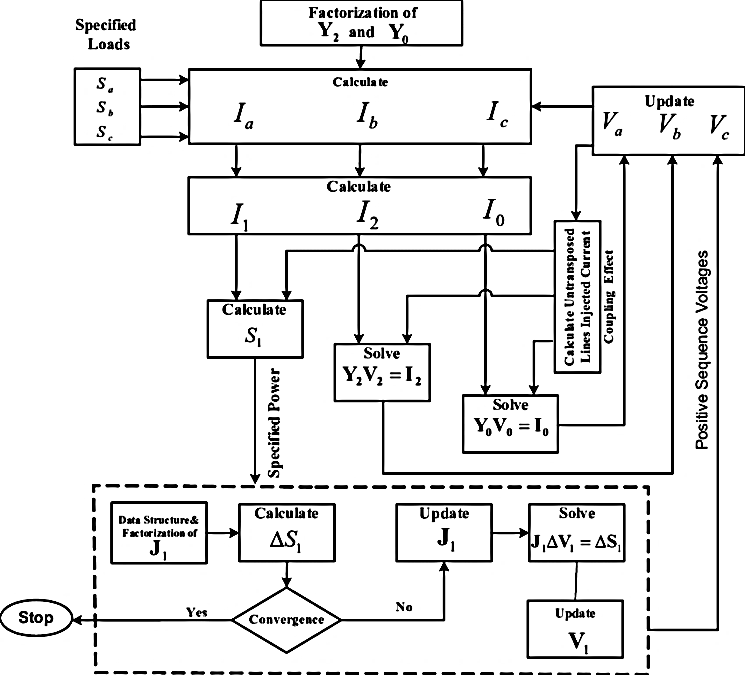 Factorization of
Y2 and Y0
Specified
Loads
Sa
Sb
Sc
Calculate
Ia Ib Ic
Update
Va Vb Vc
Calculate
I1 I2 I0
Calculate Untransposed
Lines Injected Current
Coupling Effect
Positive Sequence Voltages
Calculate
S1
Solve
Y2V2 = I2
Solve
Y0V0 = I0
Specified Power
Data Structure&
Factorization of
J1
Calculate
ΔS1
Update
J1
Solve
J1ΔV1 = ΔS1
Convergence
Yes
No
Stop
Update
V1